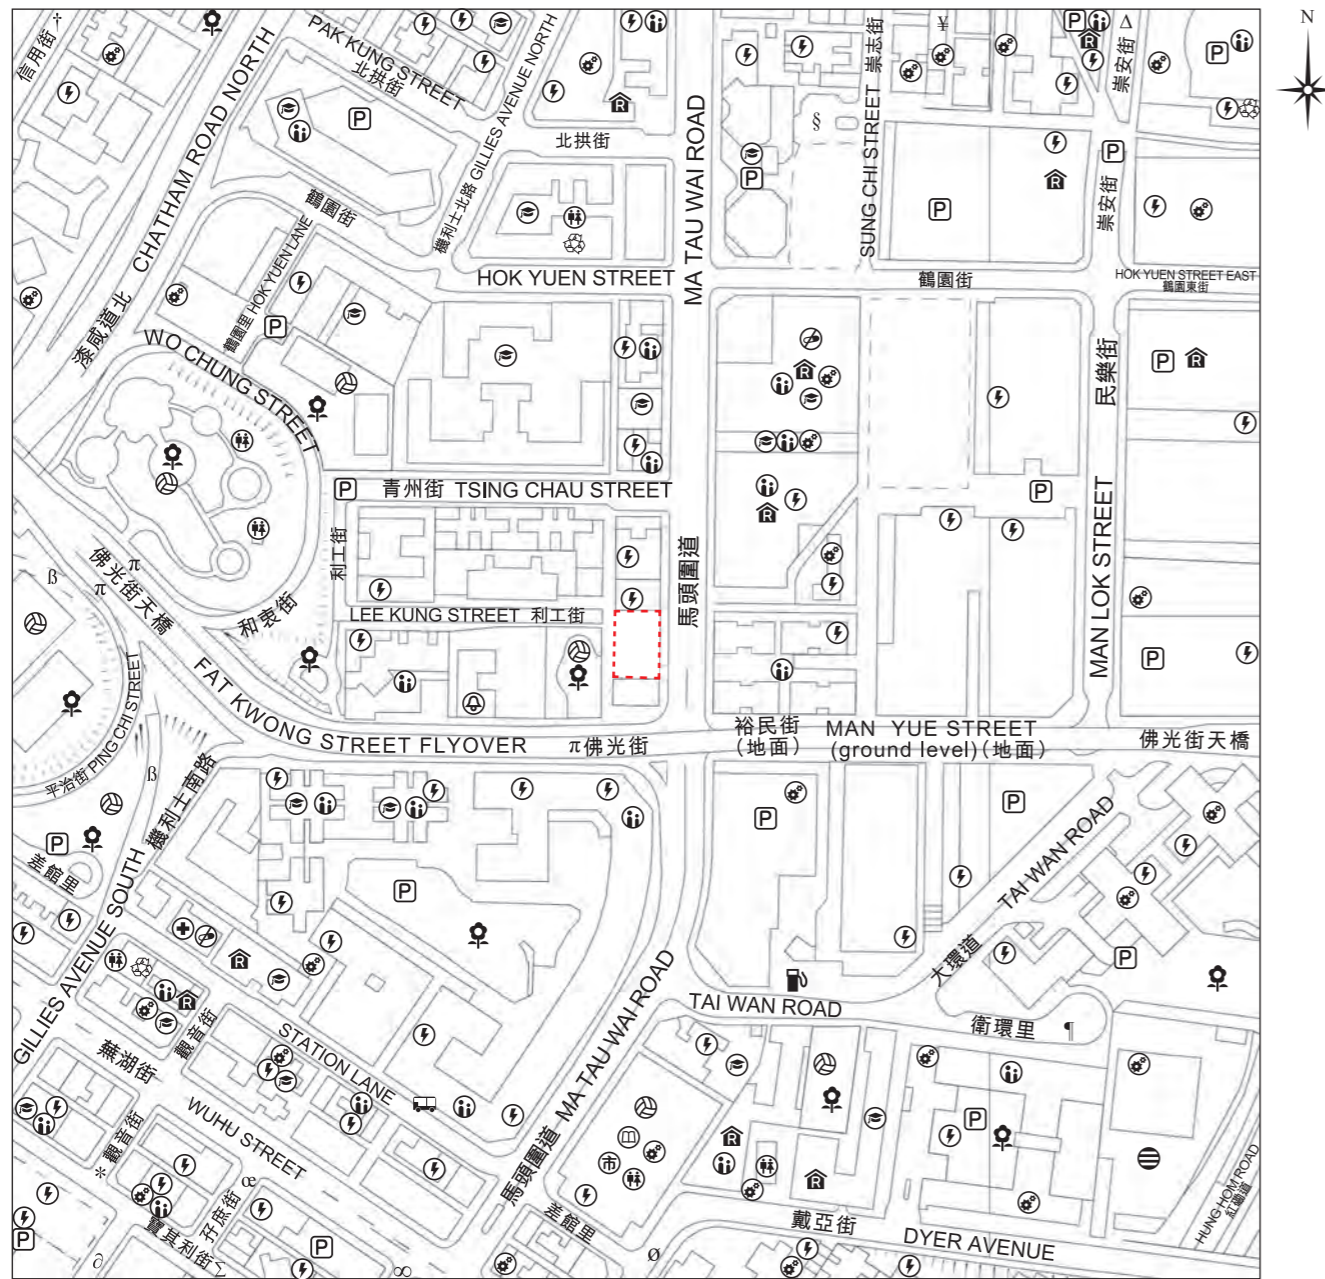 N
信用街
†
PAK KUNG STREET
北拱街
CHATHAM ROAD NORTH
漆咸道北
機利士北路 GILLIES AVENUE NORTH
北拱街
MA TAU WAI ROAD
SUNG CHI STREET 崇志街
¥
§
P
Δ
崇安街
P
P
P
P
P
崇安街
鶴園街
鶴園里 HOK YUEN LANE
HOK YUEN STREET
鶴園街
HOK YUEN STREET EAST
鶴園東街
P
WO CHUNG STREET
民樂街
P
P
青州街 TSING CHAU STREET
P
利工街
馬頭圍道
佛光街天橋
π
π
ß
和衷街
LEE KUNG STREET 利工街
MAN LOK STREET
P
FAT KWONG STREET FLYOVER
π佛光街
裕民街
(地面)
MAN YUE STREET
(ground level)(地面)
佛光街天橋
平治街 PING CHI STREET
ß
機利士南路
GILLIES AVENUE SOUTH
P
差館里
P
P
P
TAI WAN ROAD
大環道
P
TAI WAN ROAD
衛環里
¶
STATION LANE
觀音街
蕪湖街
WUHU STREET
觀音街
*
œ
孖庶街
寶其利街
P
∂
P
∞
馬頭圍道 MA TAU WAI ROAD
市
差館里
Ø
P
戴亞街
DYER AVENUE
HUNG HOM ROAD
紅磡道